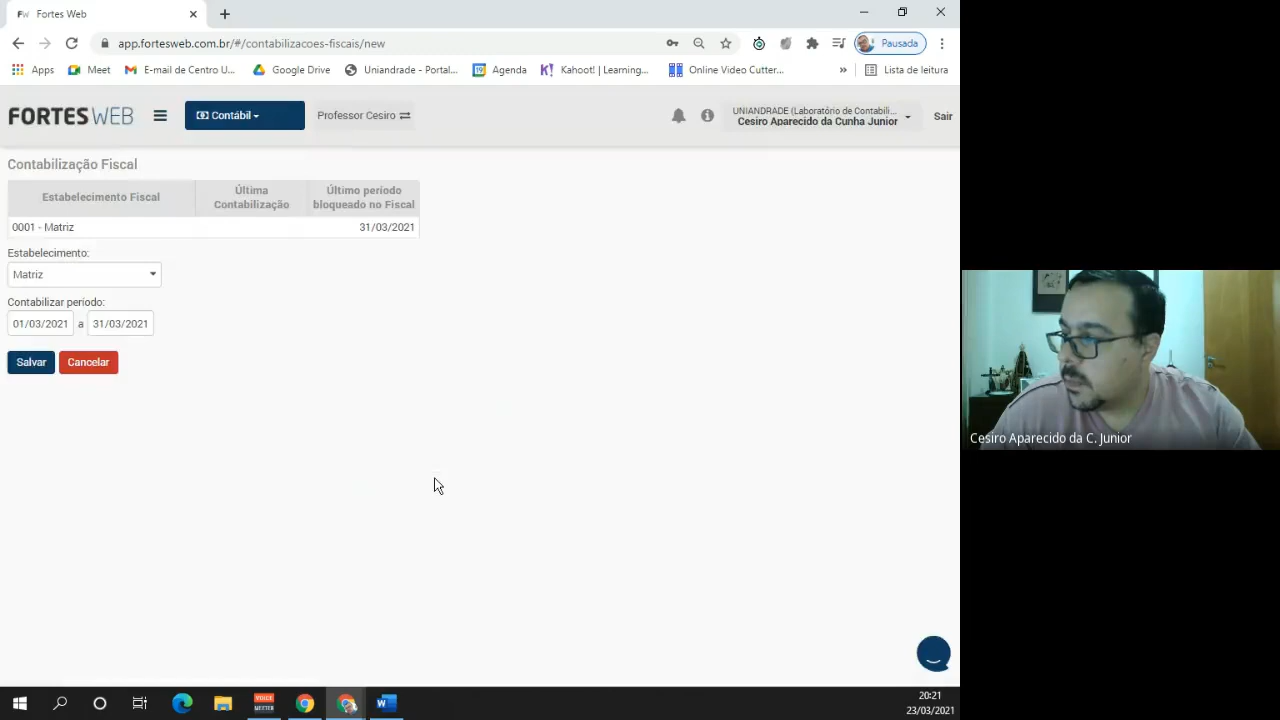 FW Fortes Web
app.fortesweb.com.br/#/contabilizacoes-fiscais/new
Pausada
Apps
Meet
E-mail de Centro U...
Google Drive
Uniandrade - Portal...
Agenda
Kahoot! | Learning...
Online Video Cutter...
»
Lista de leitura
FORTES WEB
Contábil
Professor Cesiro
UNIANDRADE (Laboratório de Contabili...
Cesiro Aparecido da Cunha Junior
Sair
Contabilização Fiscal
Estabelecimento Fiscal
Última Contabilização
Último período bloqueado no Fiscal
0001 - Matriz
31/03/2021
Estabelecimento:
Matriz
Contabilizar período:
01/03/2021 a 31/03/2021
Salvar
Cancelar
Cesiro Aparecido da C. Junior
VOICE
MEETER
W
20:21
23/03/2021